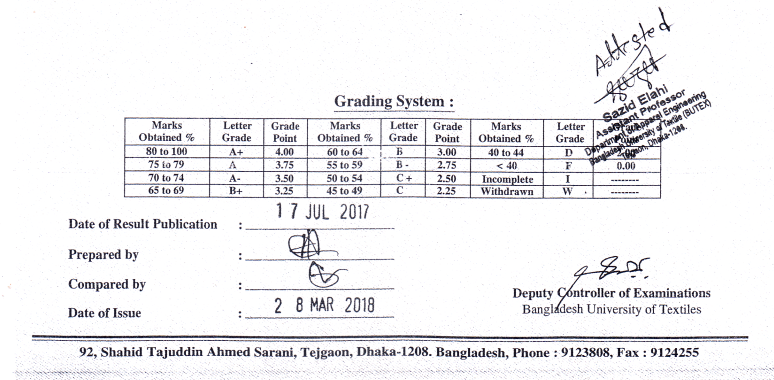 Attested
Sazid Elahi
Assistant Professor
Department of Apparel Engineering
Bangladesh University of Textile (BUTEX)
Tejgaon, Dhaka-1208.
Grading System :
Marks Obtained % Letter Grade Grade Point Marks Obtained % Letter Grade Grade Point Marks Obtained % Letter Grade
80 to 100 A+ 4.00 60 to 64 B 3.00 40 to 44 D
75 to 79 A 3.75 55 to 59 B - 2.75 < 40 F 0.00
70 to 74 A- 3.50 50 to 54 C + 2.50 Incomplete I --------
65 to 69 B+ 3.25 45 to 49 C 2.25 Withdrawn W --------
Date of Result Publication : 17 JUL 2017
Prepared by :
Compared by :
Date of Issue : 28 MAR 2018
Deputy Controller of Examinations
Bangladesh University of Textiles
92, Shahid Tajuddin Ahmed Sarani, Tejgaon, Dhaka-1208. Bangladesh, Phone : 9123808, Fax : 9124255